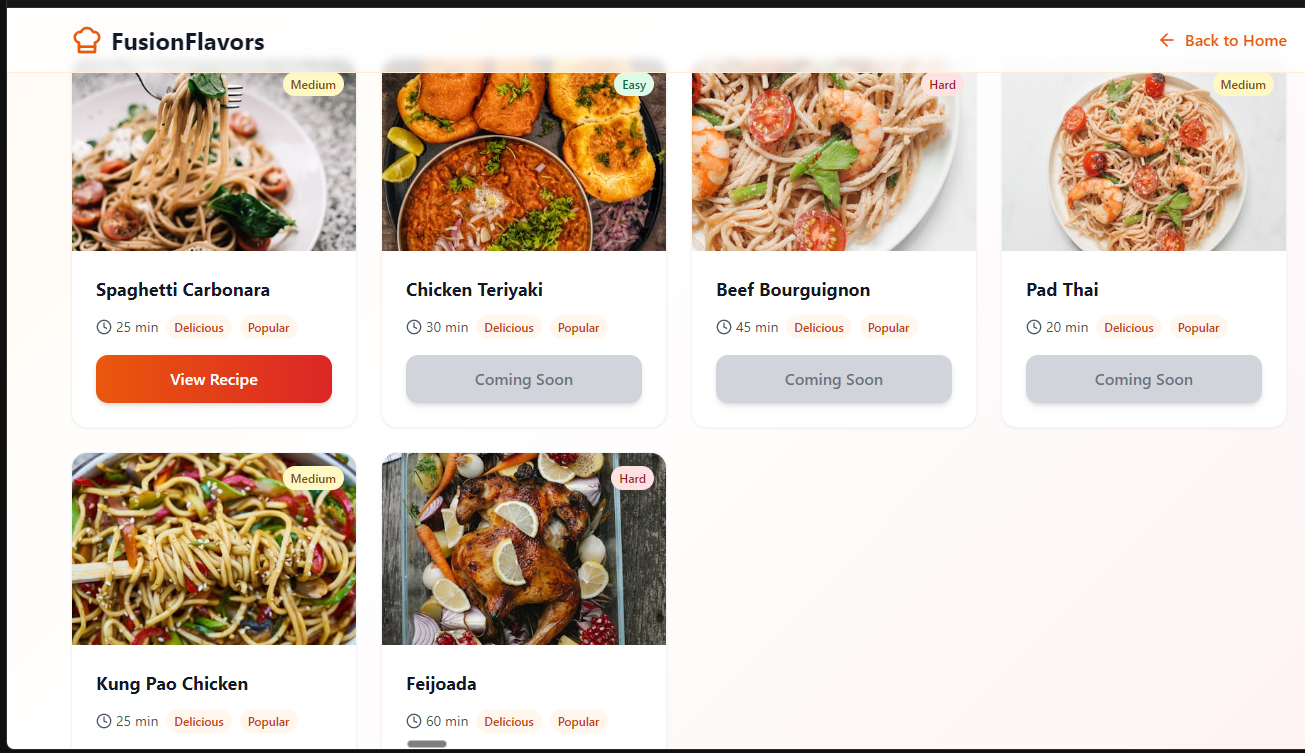 FusionFlavors
Back to Home
Medium
Easy
Hard
Medium
Spaghetti Carbonara
Chicken Teriyaki
Beef Bourguignon
Pad Thai
25 min Delicious Popular
30 min Delicious Popular
45 min Delicious Popular
20 min Delicious Popular
View Recipe
Coming Soon
Coming Soon
Coming Soon
Medium
Hard
Kung Pao Chicken
Feijoada
25 min Delicious Popular
60 min Delicious Popular